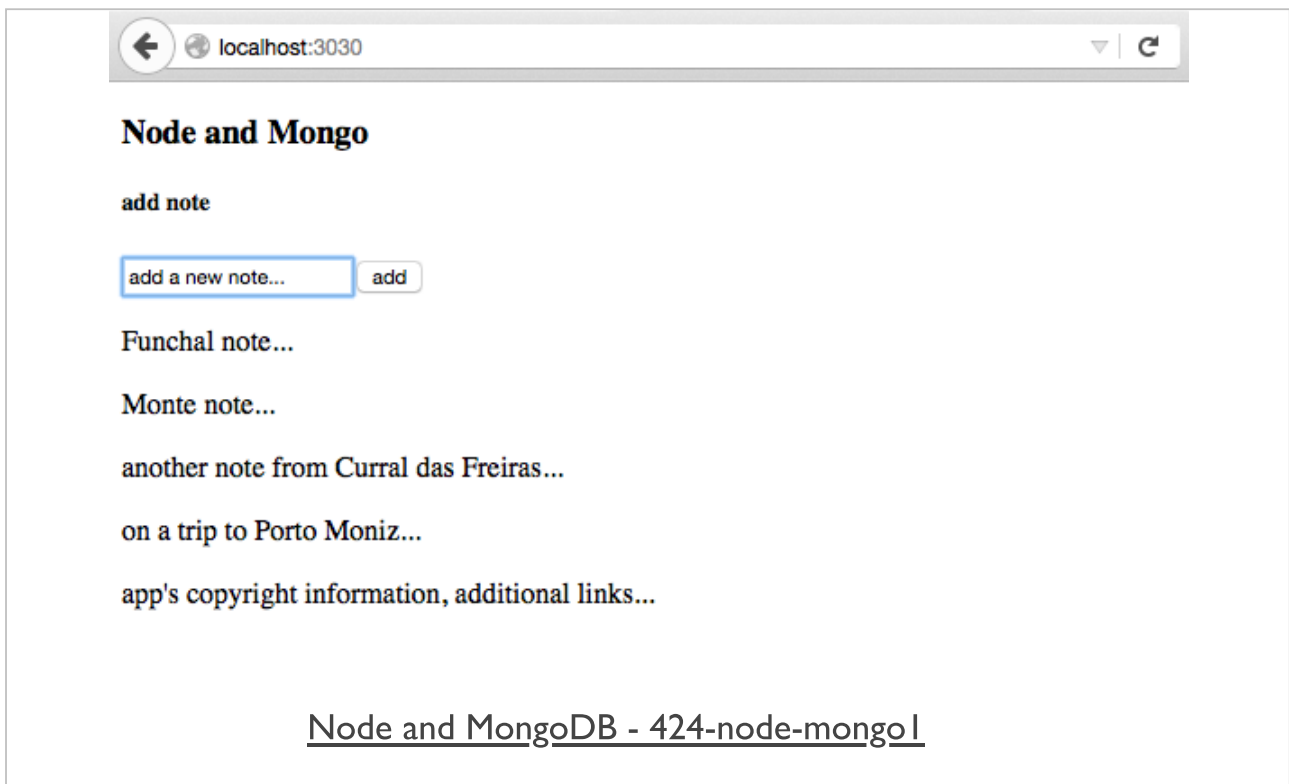 localhost:3030
Node and Mongo
add note
add a new note... add
Funchal note...
Monte note...
another note from Curral das Freiras...
on a trip to Porto Moniz...
app's copyright information, additional links...
Node and MongoDB - 424-node-mongo1